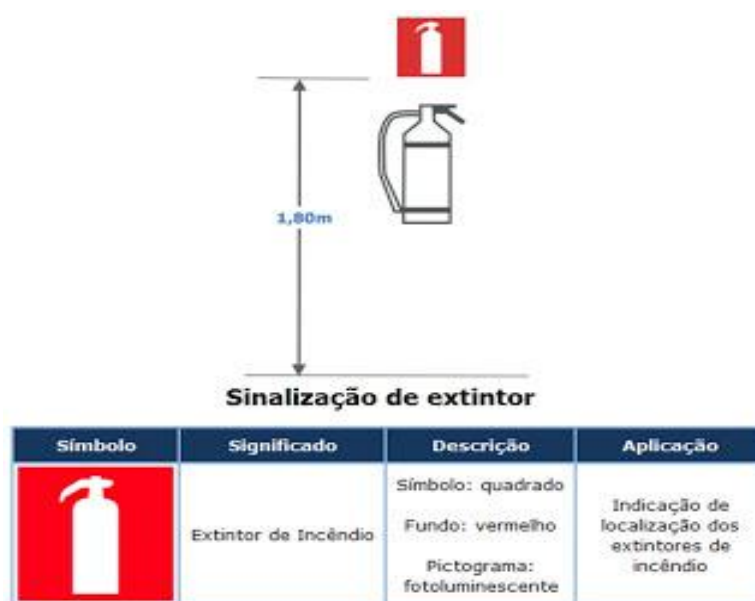 1,80m
Sinalização de extintor
Símbolo
Significado
Descrição
Aplicação
Extintor de Incêndio
Símbolo: quadrado
Fundo: vermelho
Pictograma:
fotoluminescente
Indicação de
localização dos
extintores de
incêndio